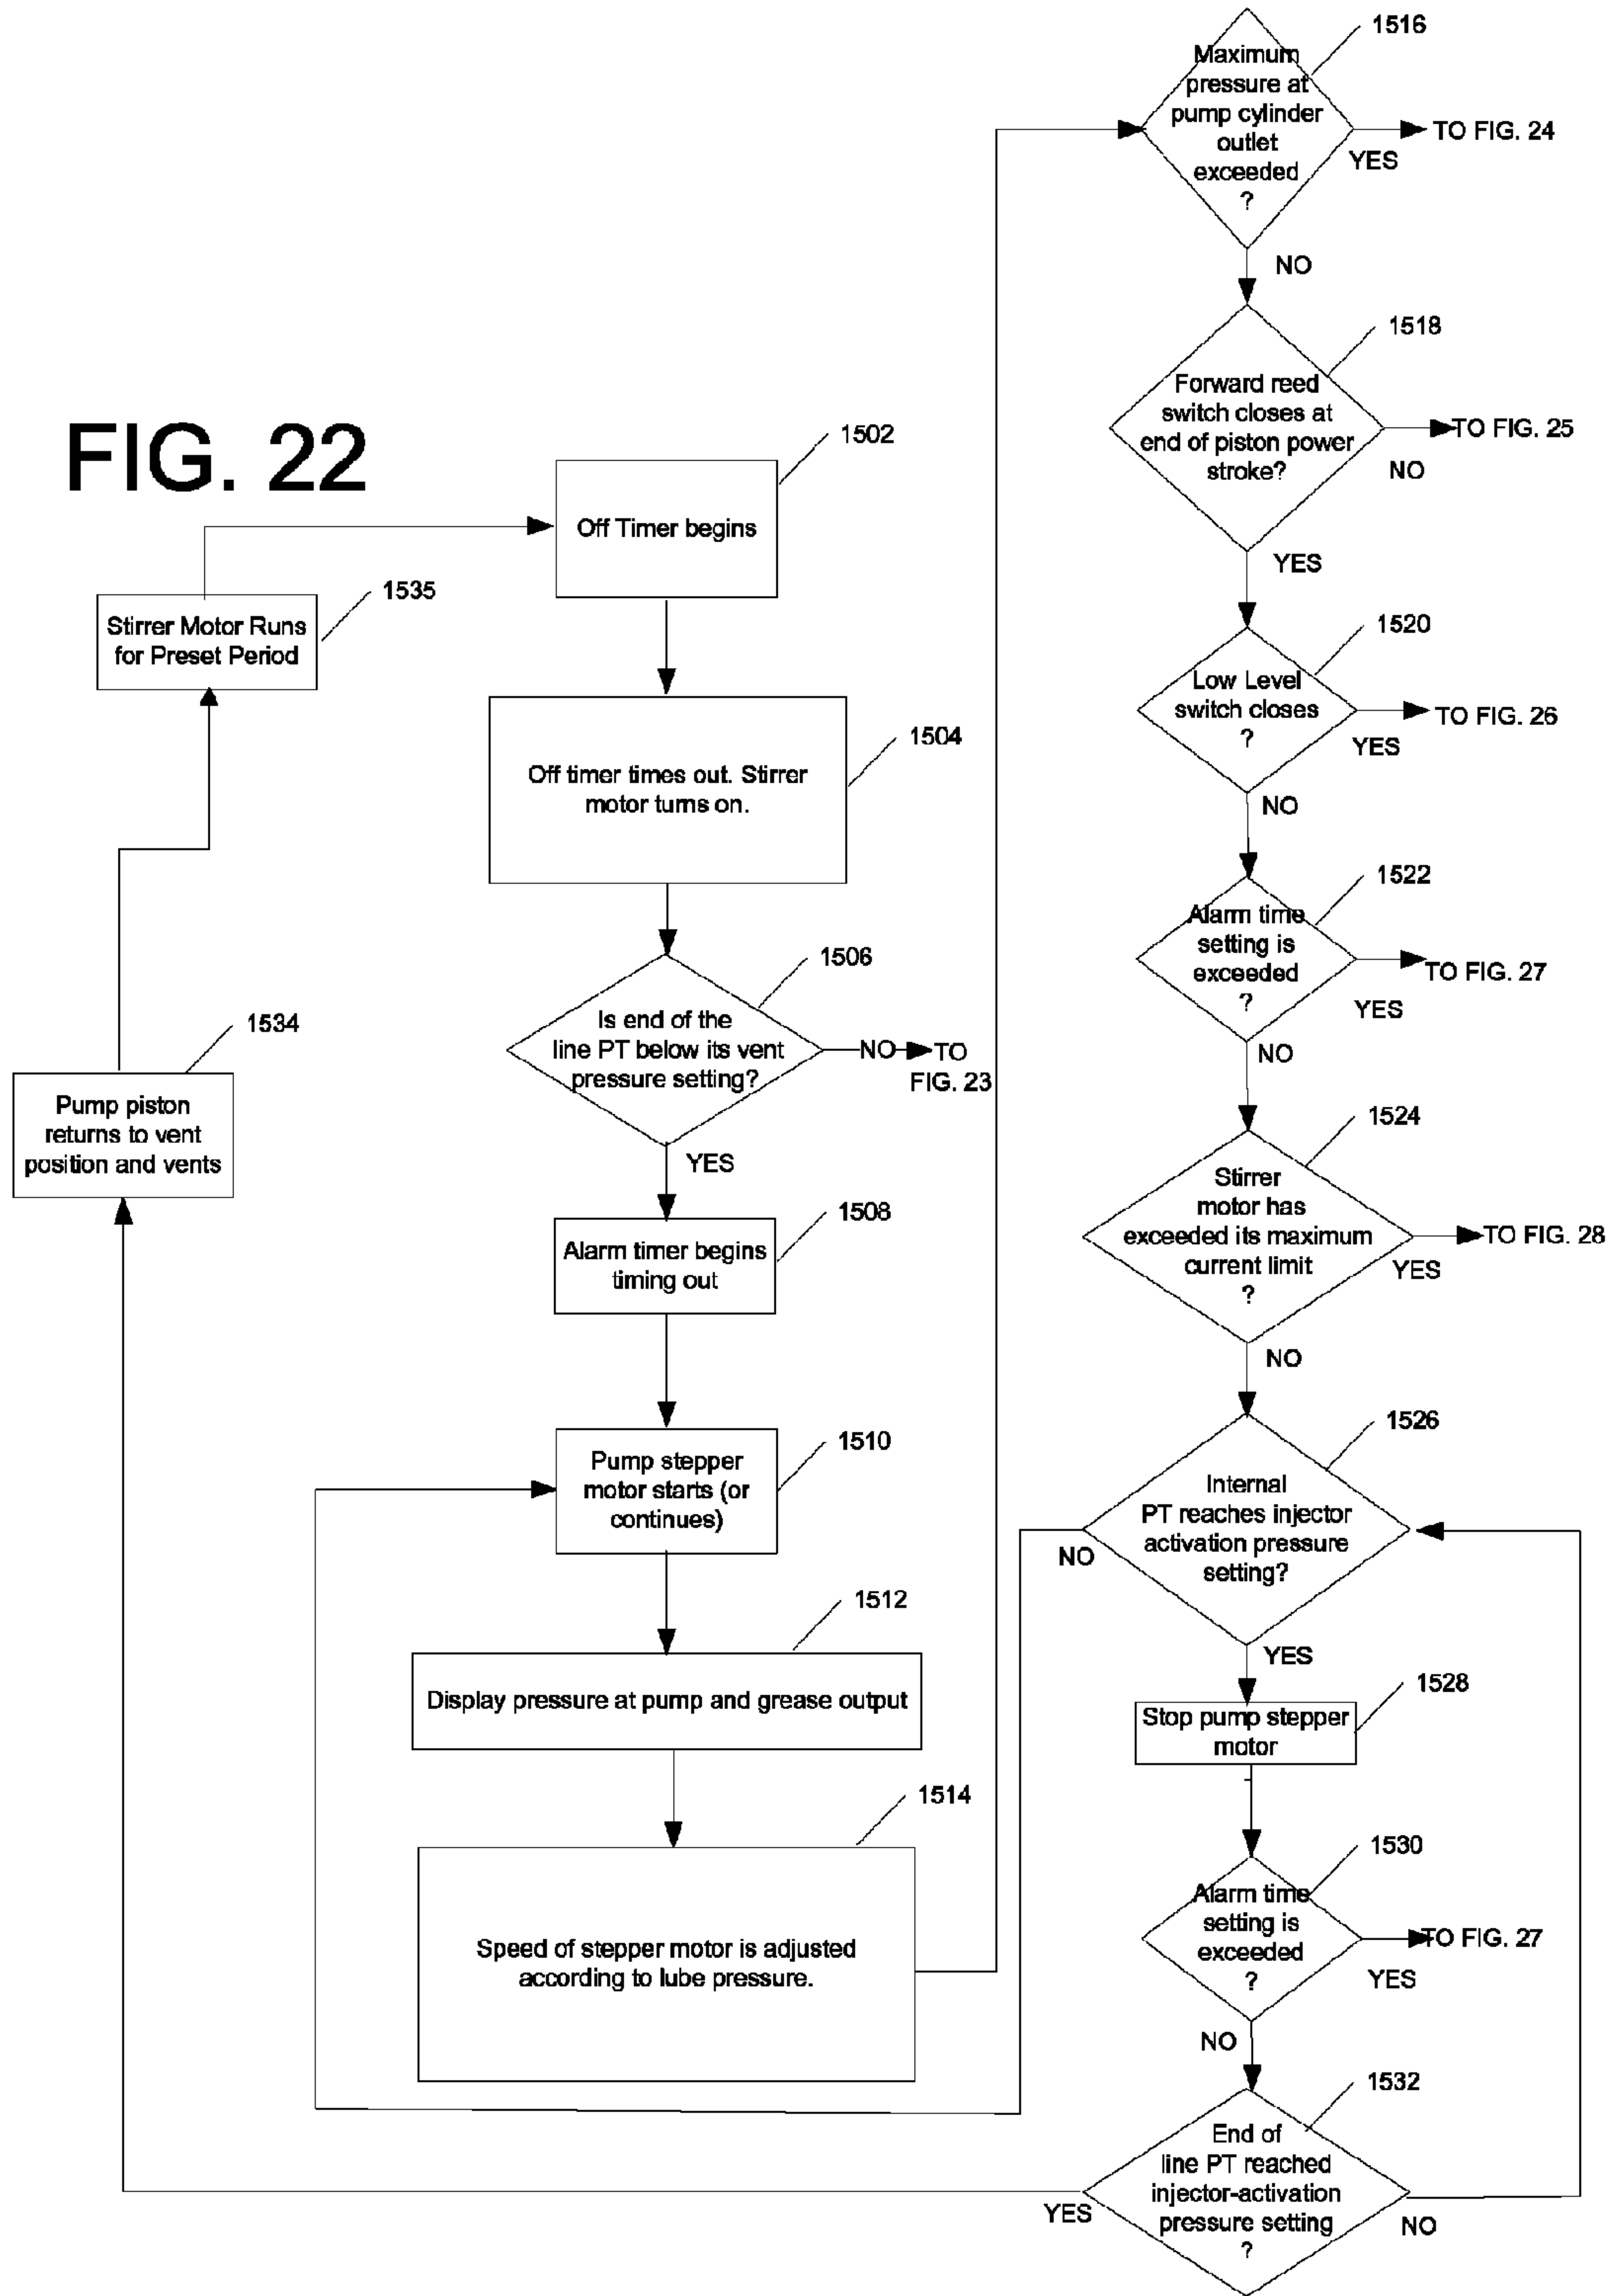 FIG. 22
1502
Off Timer begins
1535
Stirrer Motor Runs
for Preset Period
1504
Off timer times out. Stirrer
motor turns on.
1506
Is end of the
line PT below its vent
pressure setting?
NO
TO
FIG. 23
YES
1534
Pump piston
returns to vent
position and vents
1508
Alarm timer begins
timing out
1510
Pump stepper
motor starts (or
continues)
1512
Display pressure at pump and grease output
1514
Speed of stepper motor is adjusted
according to lube pressure.
1516
Maximum
pressure at
pump cylinder
outlet
exceeded
?
TO FIG. 24
YES
NO
1518
Forward reed
switch closes at
end of piston power
stroke?
TO FIG. 25
NO
YES
1520
Low Level
switch closes
?
TO FIG. 26
YES
NO
1522
Alarm time
setting is
exceeded
?
TO FIG. 27
YES
NO
1524
Stirrer
motor has
exceeded its maximum
current limit
?
TO FIG. 28
YES
NO
1526
Internal
PT reaches injector
activation pressure
setting?
NO
YES
1528
Stop pump stepper
motor
1530
Alarm time
setting is
exceeded
?
TO FIG. 27
YES
NO
1532
End of
line PT reached
injector-activation
pressure setting
?
YES
NO